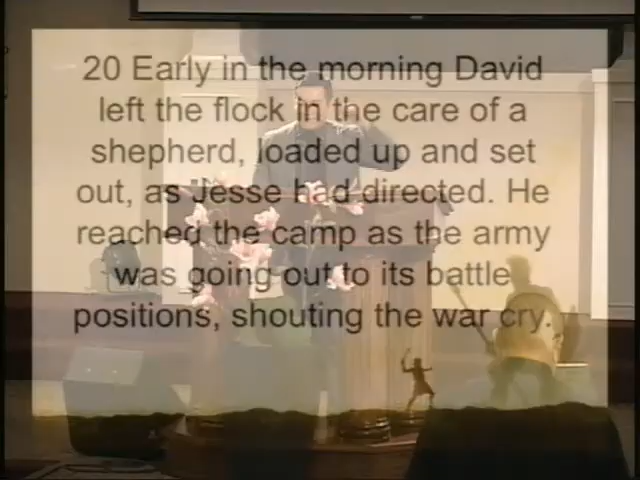 20 Early in the morning David
left the flock in the care of a
shepherd, loaded up and set
out, as Jesse had directed. He
reached the camp as the army
was going out to its battle
positions, shouting the war cry.